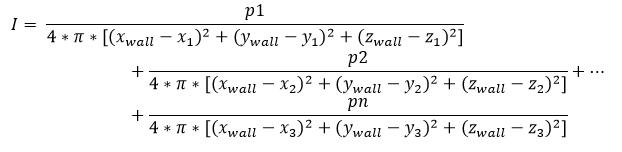 I = p1 / 4 * π * [(x_wall − x_1)² + (y_wall − y_1)² + (z_wall − z_1)²]
+ p2 / 4 * π * [(x_wall − x_2)² + (y_wall − y_2)² + (z_wall − z_2)²] + ⋯
+ pn / 4 * π * [(x_wall − x_3)² + (y_wall − y_3)² + (z_wall − z_3)²]